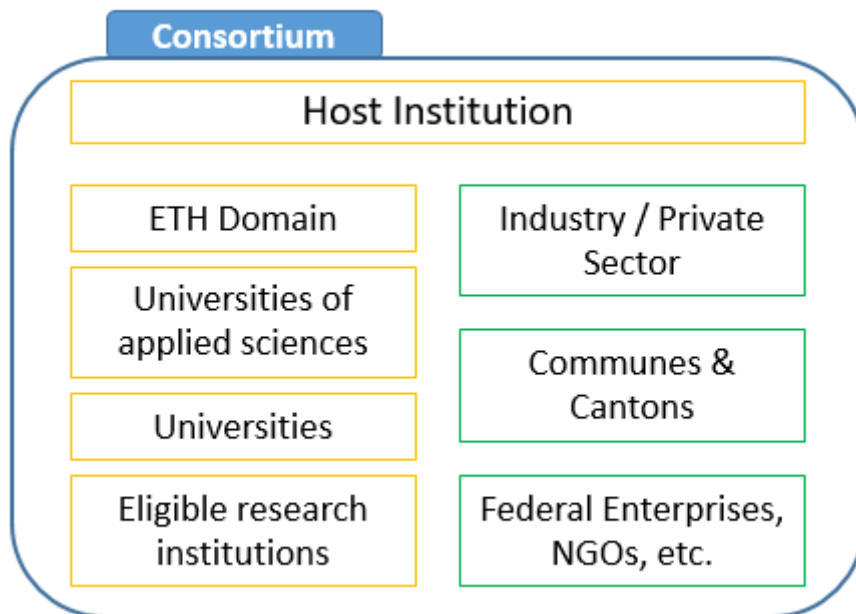 Consortium
Host Institution
ETH Domain
Universities of
applied sciences
Universities
Eligible research
institutions
Industry / Private
Sector
Communes &
Cantons
Federal Enterprises,
NGOs, etc.